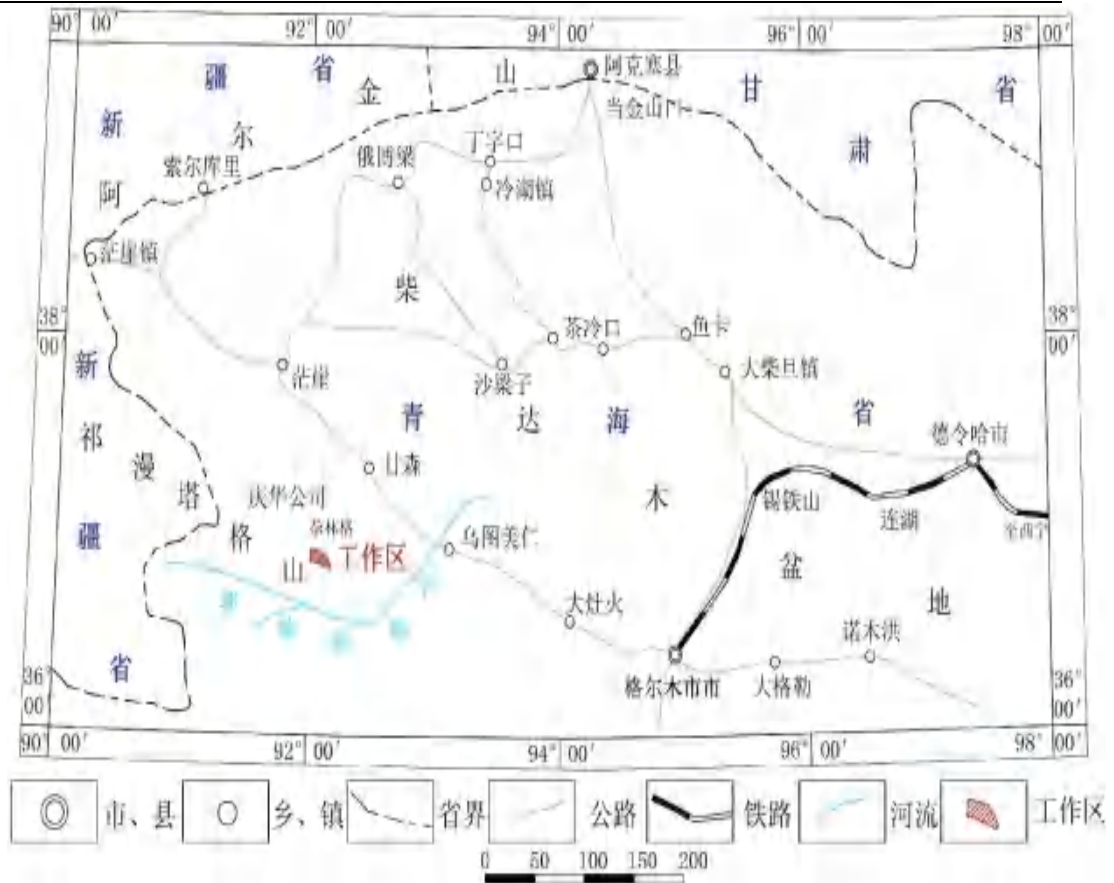 90° 00′ 92° 00′ 94° 00′ 96° 00′ 98° 00′
新 疆 省
甘 肃 省
阿 尔 金 山
阿克塞县
当金山口
丁字口
俄博梁
冷湖镇
索尔库里
茫崖镇
38° 00′
38° 00′
柴 达 木 盆 地
茶冷口
鱼卡
大柴旦镇
沙梁子
茫崖
青 海 省
新 疆 省
祁 漫 塔 格 山
德令哈市
甘森
锡铁山
连湖
至西宁
庆华公司
工作区
乌图美仁
大灶火
诺木洪
格尔木市市
大格勒
36° 00′
36° 00′
90° 00′ 92° 00′ 94° 00′ 96° 00′ 98° 00′
市、县 乡、镇 省界 公路 铁路 河流 工作区
0 50 100 150 200